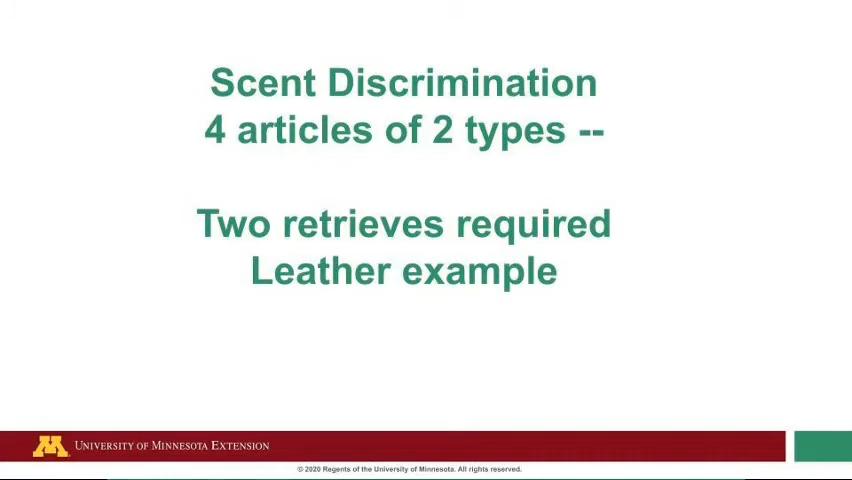 Scent Discrimination
4 articles of 2 types --
Two retrieves required
Leather example
UNIVERSITY OF MINNESOTA EXTENSION
© 2020 Regents of the University of Minnesota. All rights reserved.